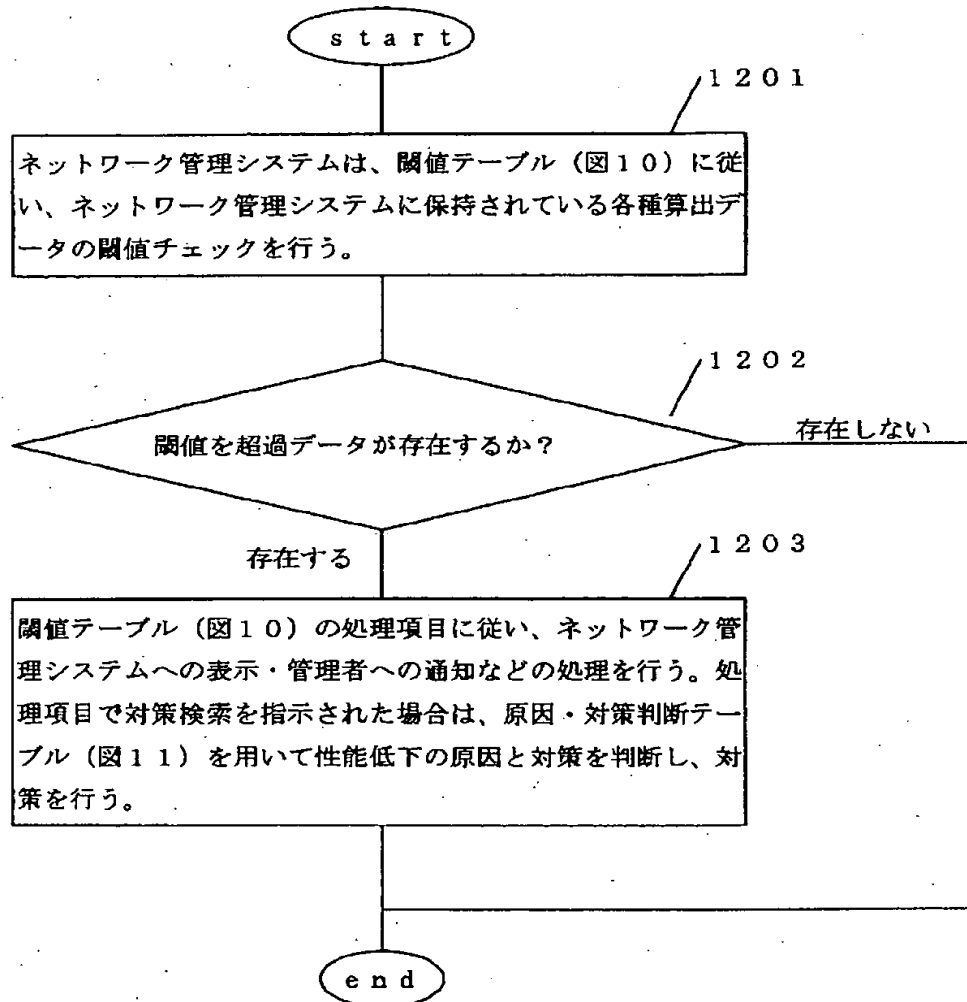 start
1201
ネットワーク管理システムは、閾値テーブル（図10）に従
い、ネットワーク管理システムに保持されている各種算出デ
ータの閾値チェックを行う。
1202
閾値を超過データが存在するか？
存在しない
存在する
1203
閾値テーブル（図10）の処理項目に従い、ネットワーク管
理システムへの表示・管理者への通知などの処理を行う。処
理項目で対策検索を指示された場合は、原因・対策判断テー
ブル（図11）を用いて性能低下の原因と対策を判断し、対
策を行う。
end